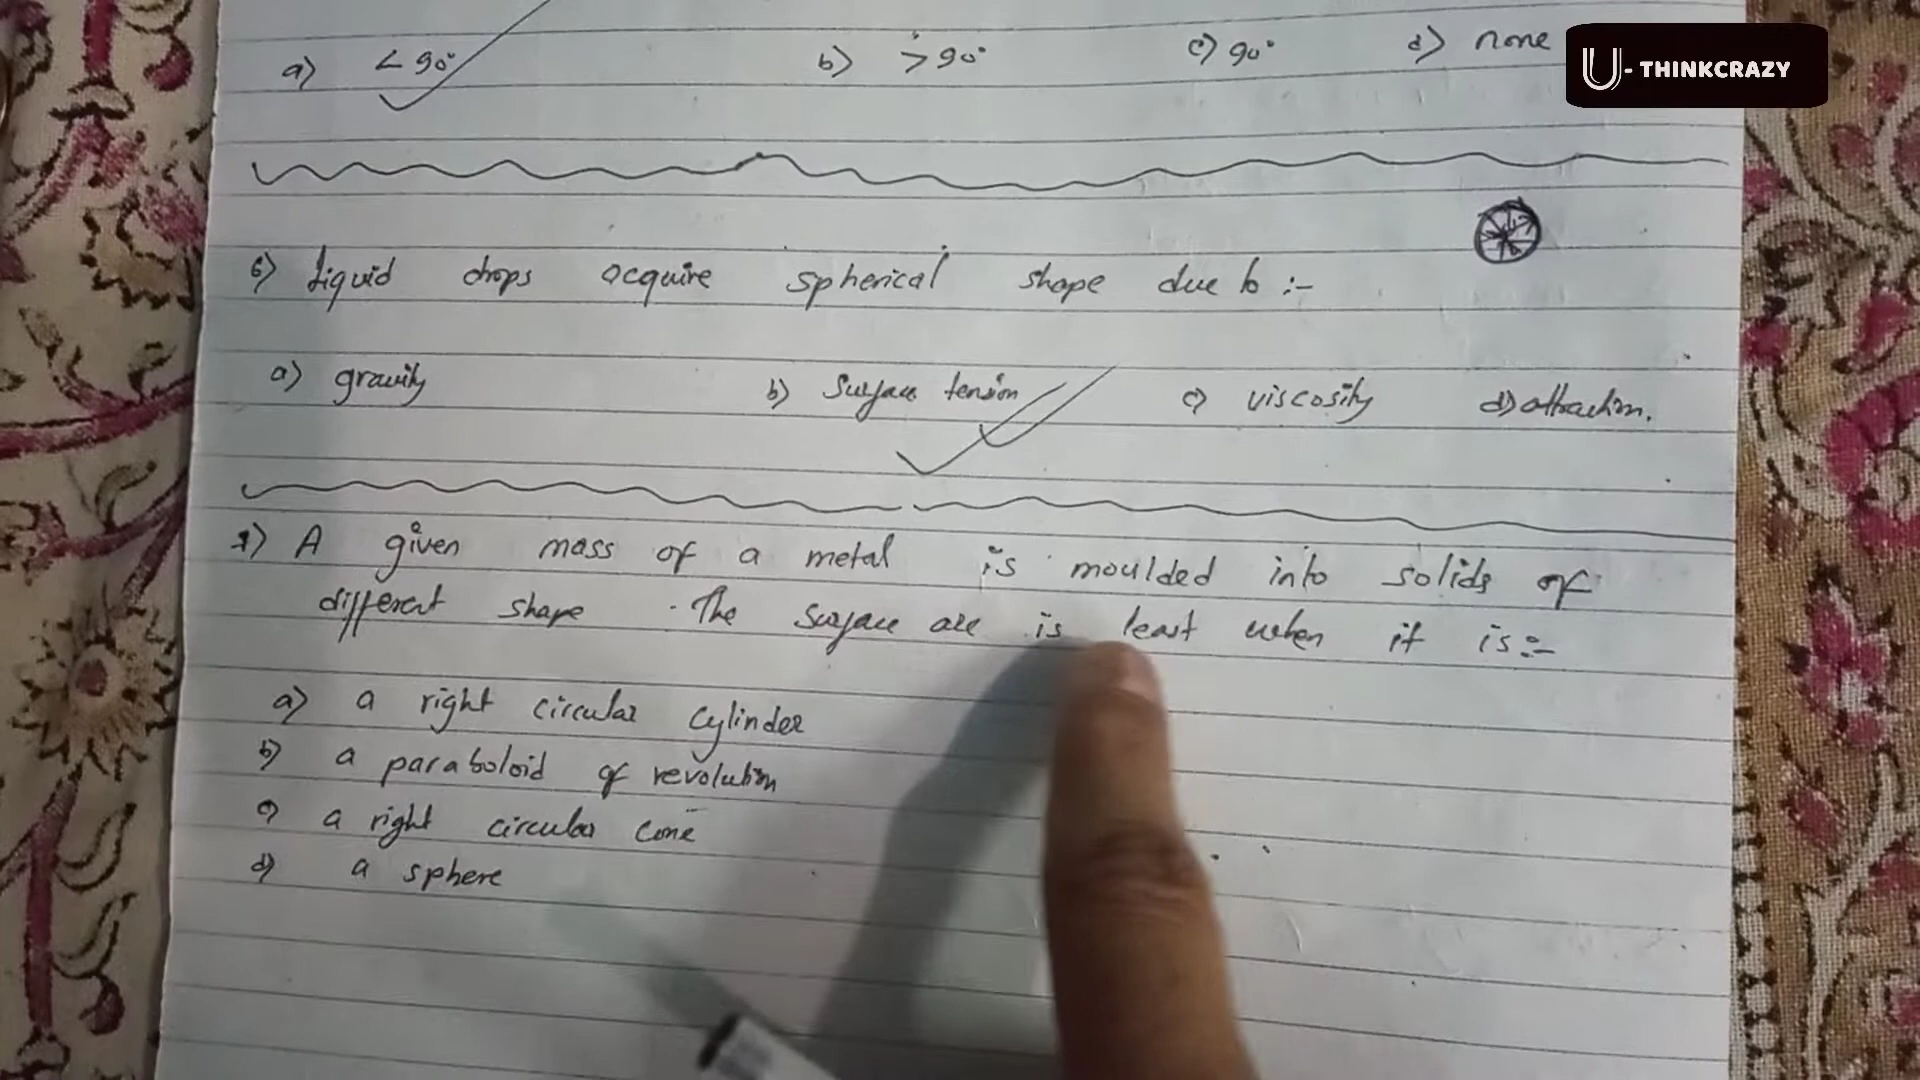 a) < 90° b) > 90° c) 90° d) none
U - THINKCRAZY
6) Liquid drops acquire spherical shape due to :-
a) gravity b) Surface tension c) viscosity d) attraction.
7) A given mass of a metal is moulded into solids of
different shape. The surface are is least when it is :-
a) a right circular cylinder
b) a paraboloid of revolution
c) a right circular cone
d) a sphere